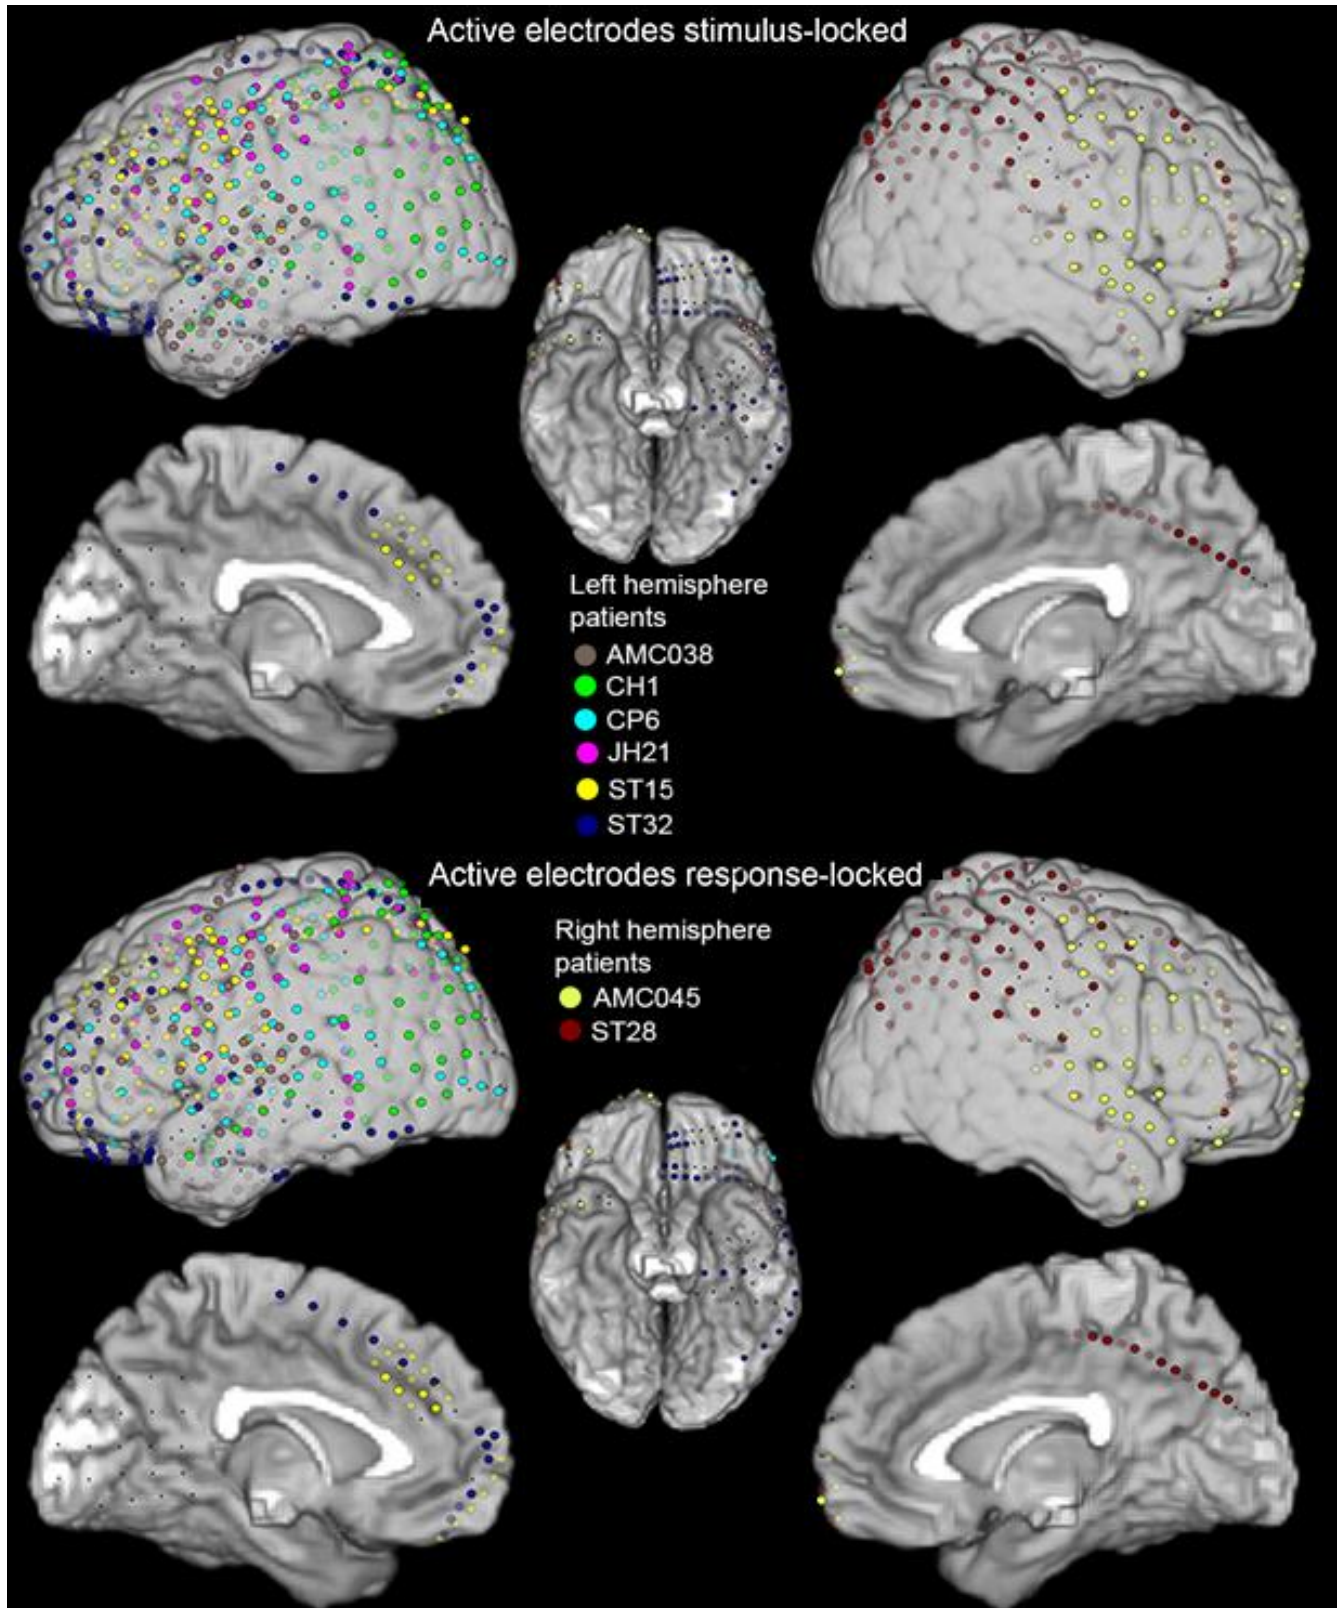 Active electrodes stimulus-locked
Left hemisphere
patients
AMC038
CH1
CP6
JH21
ST15
ST32
Active electrodes response-locked
Right hemisphere
patients
AMC045
ST28